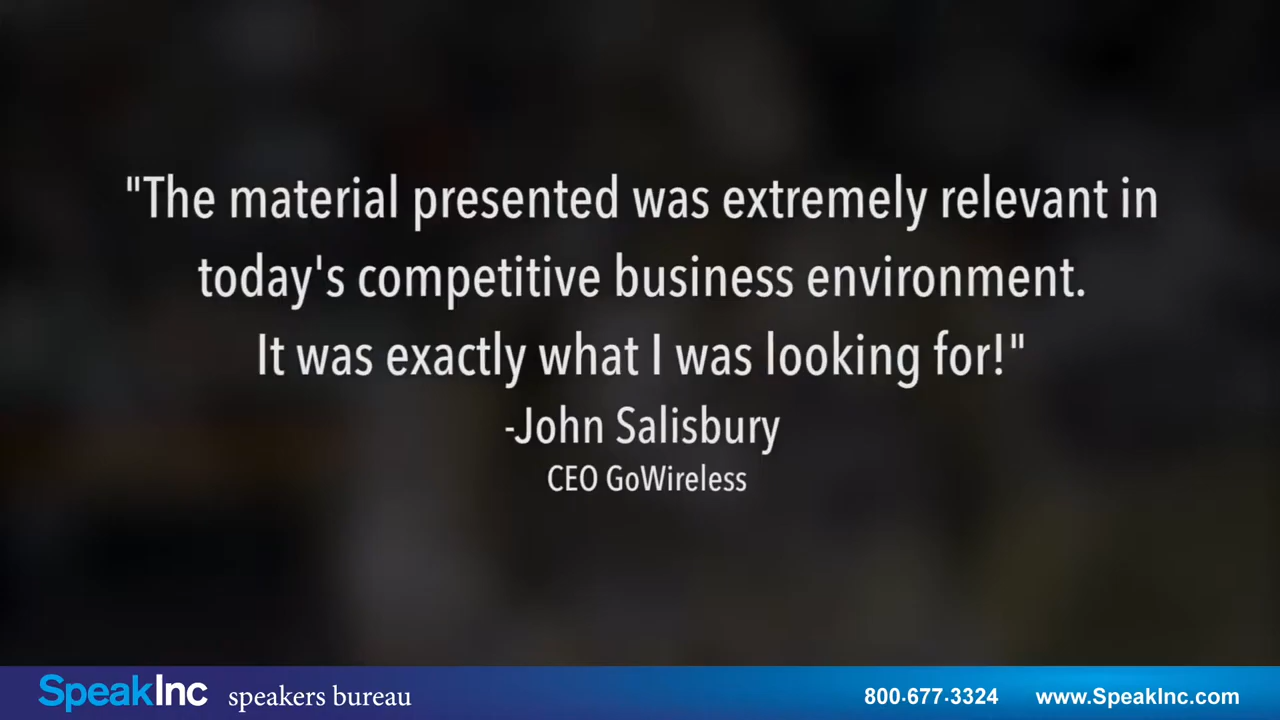 "The material presented was extremely relevant in
today's competitive business environment.
It was exactly what I was looking for!"
-John Salisbury
CEO GoWireless
SpeakInc speakers bureau 800-677-3324 www.SpeakInc.com